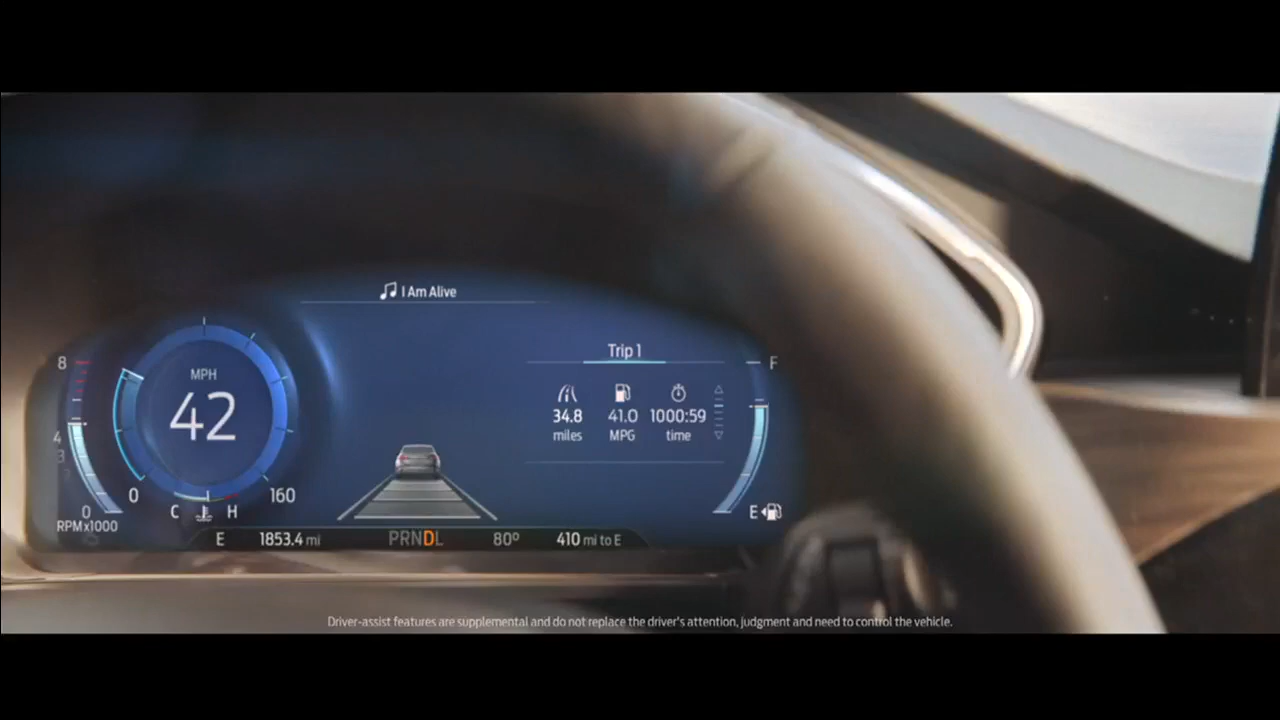 I Am Alive
8
4
3
0
RPMx1000
MPH
42
0
160
C
H
Trip 1
34.8
41.0
1000:59
miles
MPG
time
F
E
E
1853.4 mi
PRNDL
80º
410 mi to E
Driver-assist features are supplemental and do not replace the driver's attention, judgment and need to control the vehicle.